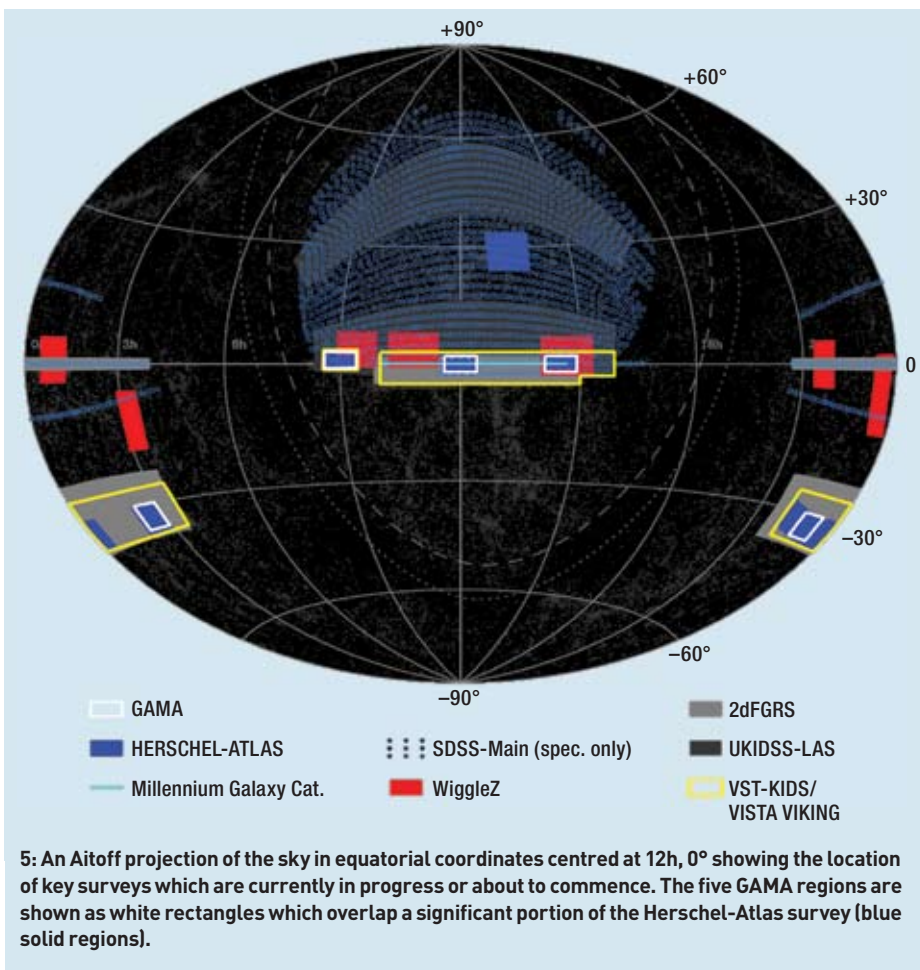 +90°
+60°
+30°
3h
0
–30°
–60°
–90°
GAMA
2dFGRS
HERSCHEL-ATLAS
SDSS-Main (spec. only)
UKIDSS-LAS
Millennium Galaxy Cat.
WiggleZ
VST-KIDS/
VISTA VIKING
5: An Aitoff projection of the sky in equatorial coordinates centred at 12h, 0° showing the location
of key surveys which are currently in progress or about to commence. The five GAMA regions are
shown as white rectangles which overlap a significant portion of the Herschel-Atlas survey (blue
solid regions).